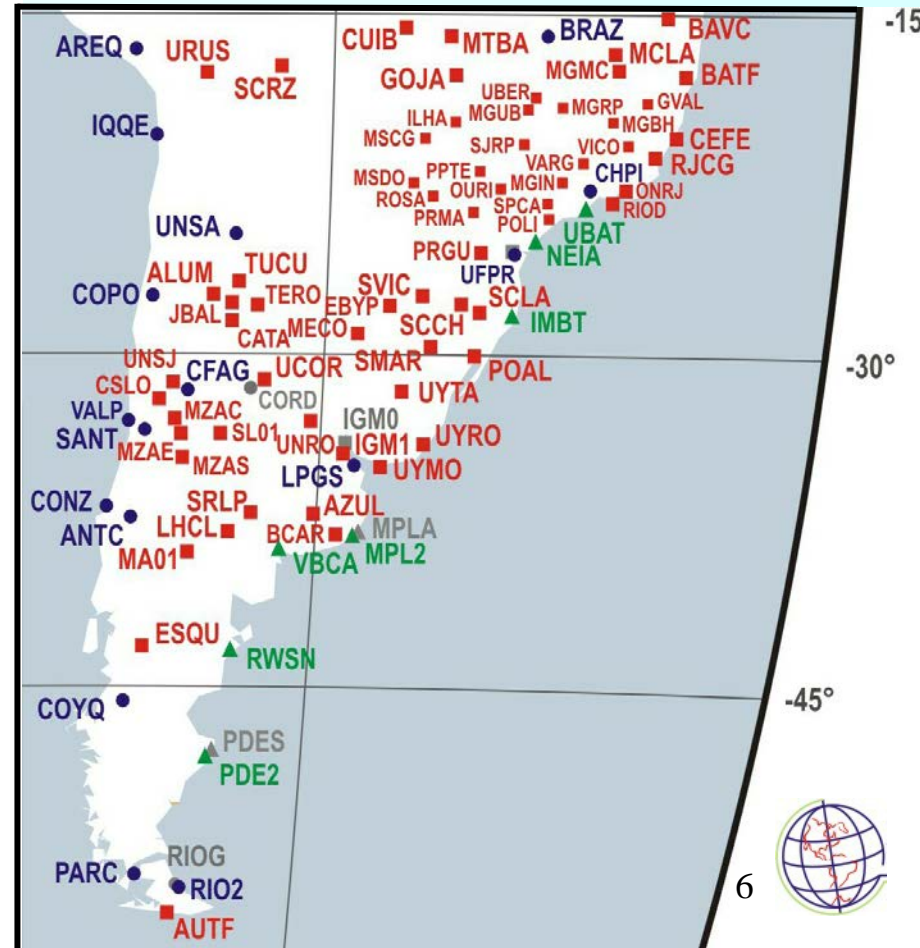 -15
BAVC
BRAZ
CUIB
MTBA
AREQ
URUS
MCLA
SCRZ
GOJA
MGMC
BATF
UBER
MGUB
MGRP
GVAL
ILHA
MGBH
IQQE
MSCG
SJRP
VICO
CEFE
RJCG
VARG
CHPI
PPTE
MSDO
OURI
MGIN
ONRJ
ROSA
SPCA
RIOD
PRMA
POLI
UBAT
UNSA
PRGU
NEIA
UFPR
ALUM
TUCU
SVIC
COPO
TERO
EBYP
SCLA
JBAL
SCCH
IMBT
CATA
MECO
UNSJ
CFAG
UCOR
SMAR
POAL
-30°
CSLO
CORD
UYTA
VALP
MZAC
IGM0
SANT
SL01
UNRO
IGM1
UYRO
MZAE
MZAS
LPGS
UYMO
CONZ
SRLP
AZUL
ANTC
LHCL
BCAR
MPLA
MA01
VBCA
MPL2
ESQU
RWSN
COYQ
-45°
PDES
PDE2
RIOG
PARC
RIO2
6
AUTF